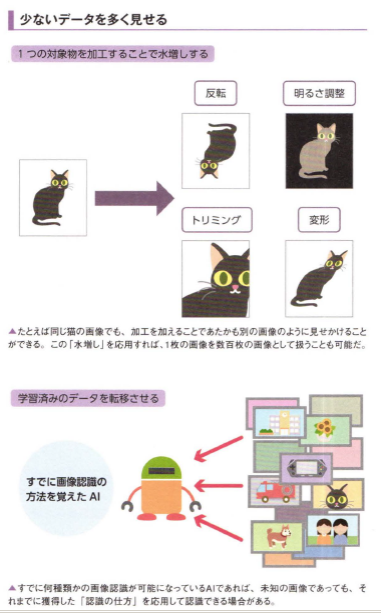 少ないデータを多く見せる
1つの対象物を加工することで水増しする
反転
明るさ調整
トリミング
変形
▲たとえば同じ猫の画像でも、加工を加えることであたかも別の画像のように見せかけること
ができる。この「水増し」を応用すれば、1枚の画像を数百枚の画像として扱うことも可能だ。
学習済みのデータを転移させる
すでに画像認識の
方法を覚えた AI
▲すでに何種類かの画像認識が可能になっているAIであれば、未知の画像であっても、そ
れまでに獲得した「認識の仕方」を応用して認識できる場合がある。